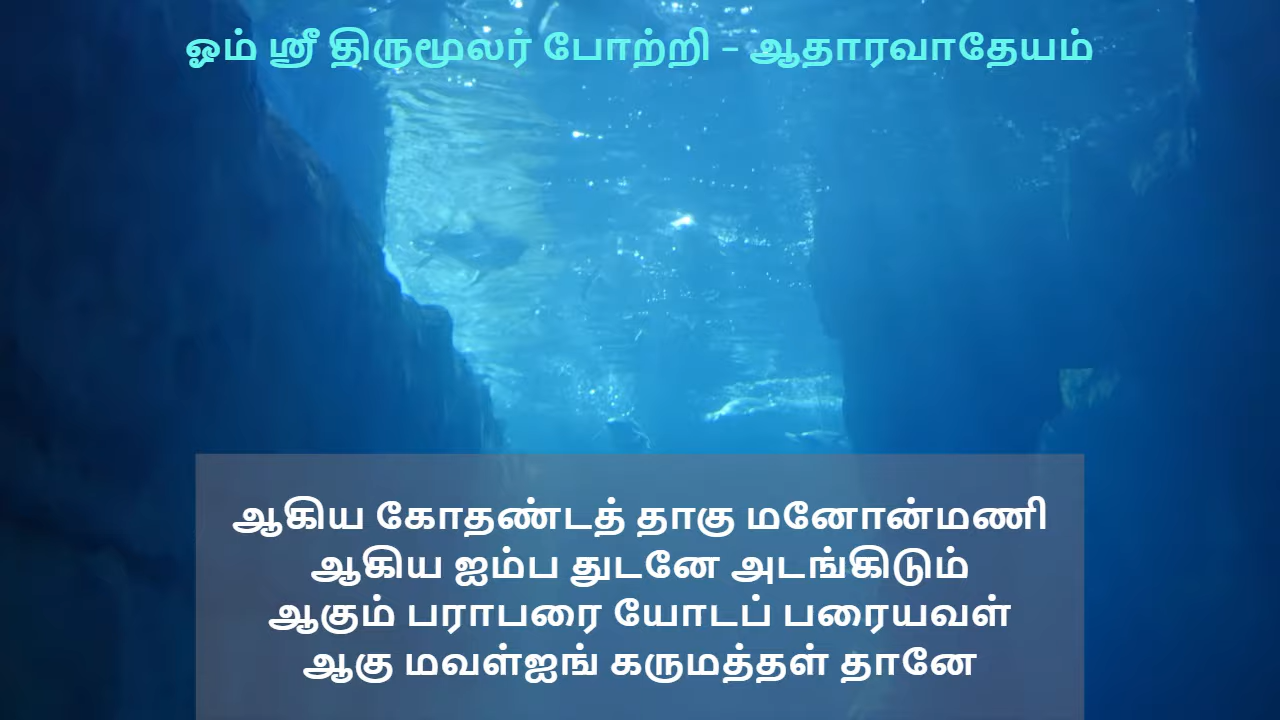 ஓம் ஸ்ரீ திருமூலர் போற்றி – ஆதாரவாதேயம்
ஆகிய கோதண்டத் தாகு மனோன்மணி
ஆகிய ஐம்ப துடனே அடங்கிடும்
ஆகும் பராபரை யோடப் பரையவள்
ஆகு மவள்ஐங் கருமத்தள் தானே